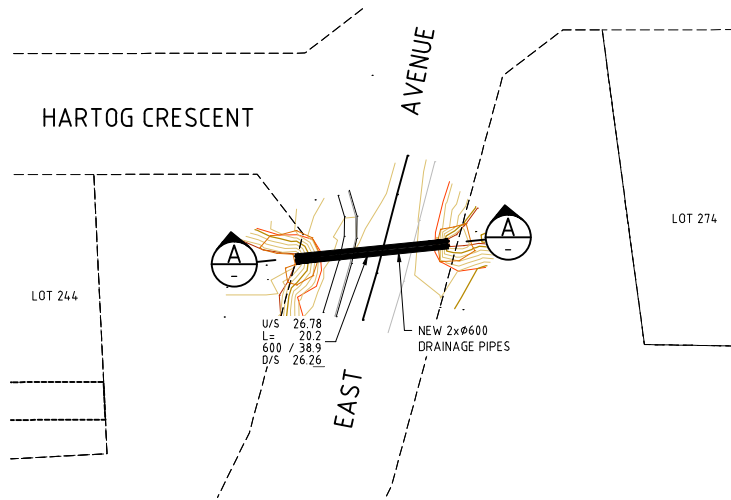 AVENUE
HARTOG CRESCENT
A
-
A
-
LOT 274
LOT 244
U/S 26.78
L= 20.2
600 / 38.9
D/S 26.26
NEW 2xØ600
DRAINAGE PIPES
EAST